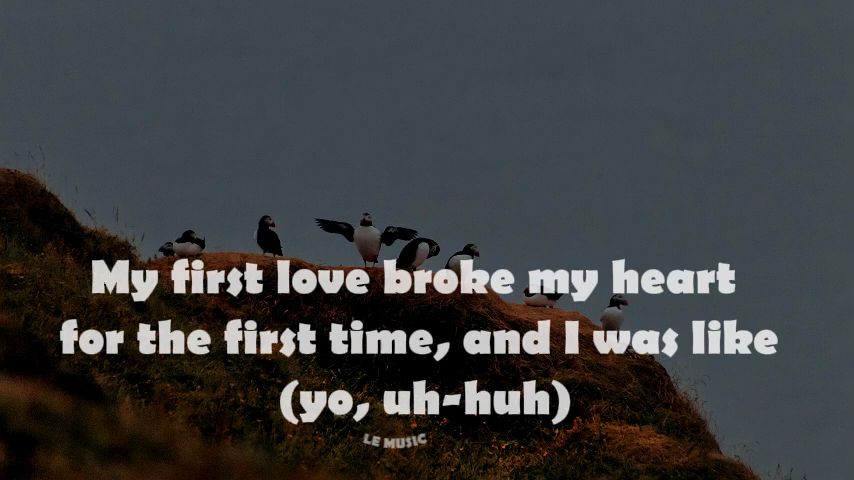 My first love broke my heart
for the first time, and I was like
(yo, uh-huh)
LE MUSIC